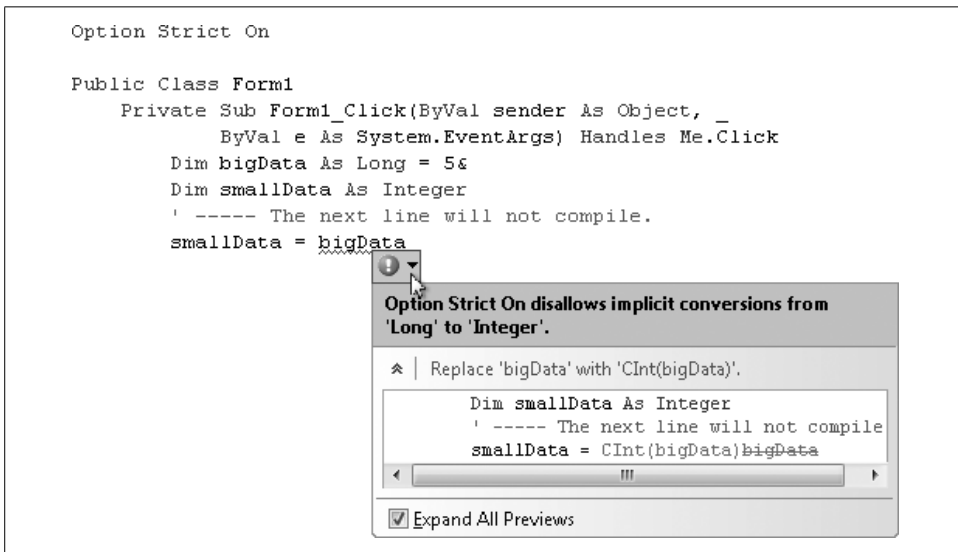 Option Strict On
Public Class Form1
Private Sub Form1_Click(ByVal sender As Object, _
ByVal e As System.EventArgs) Handles Me.Click
Dim bigData As Long = 5&
Dim smallData As Integer
' ----- The next line will not compile.
smallData = bigData
Option Strict On disallows implicit conversions from
'Long' to 'Integer'.
Replace 'bigData' with 'CInt(bigData)'.
Dim smallData As Integer
' ----- The next line will not compile
smallData = CInt(bigData)bigData
Expand All Previews